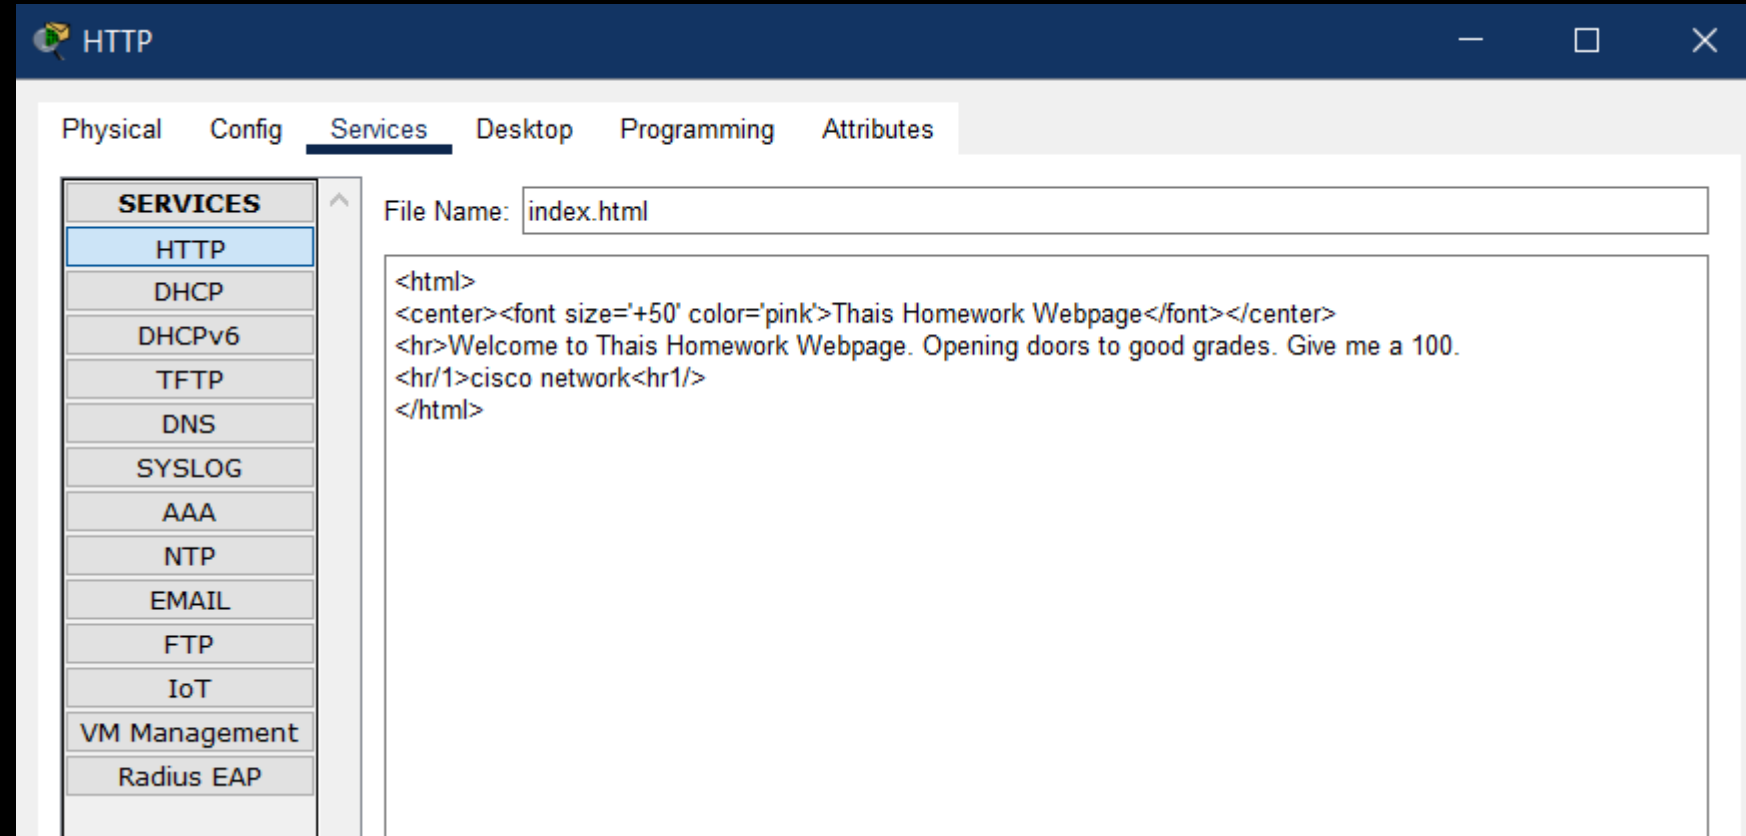 HTTP
Physical Config Services Desktop Programming Attributes
SERVICES
HTTP
DHCP
DHCPv6
TFTP
DNS
SYSLOG
AAA
NTP
EMAIL
FTP
IoT
VM Management
Radius EAP
File Name: index.html
<html>
<center><font size='+50' color='pink'>Thais Homework Webpage</font></center>
<hr>Welcome to Thais Homework Webpage. Opening doors to good grades. Give me a 100.
<hr/1>cisco network<hr1/>
</html>